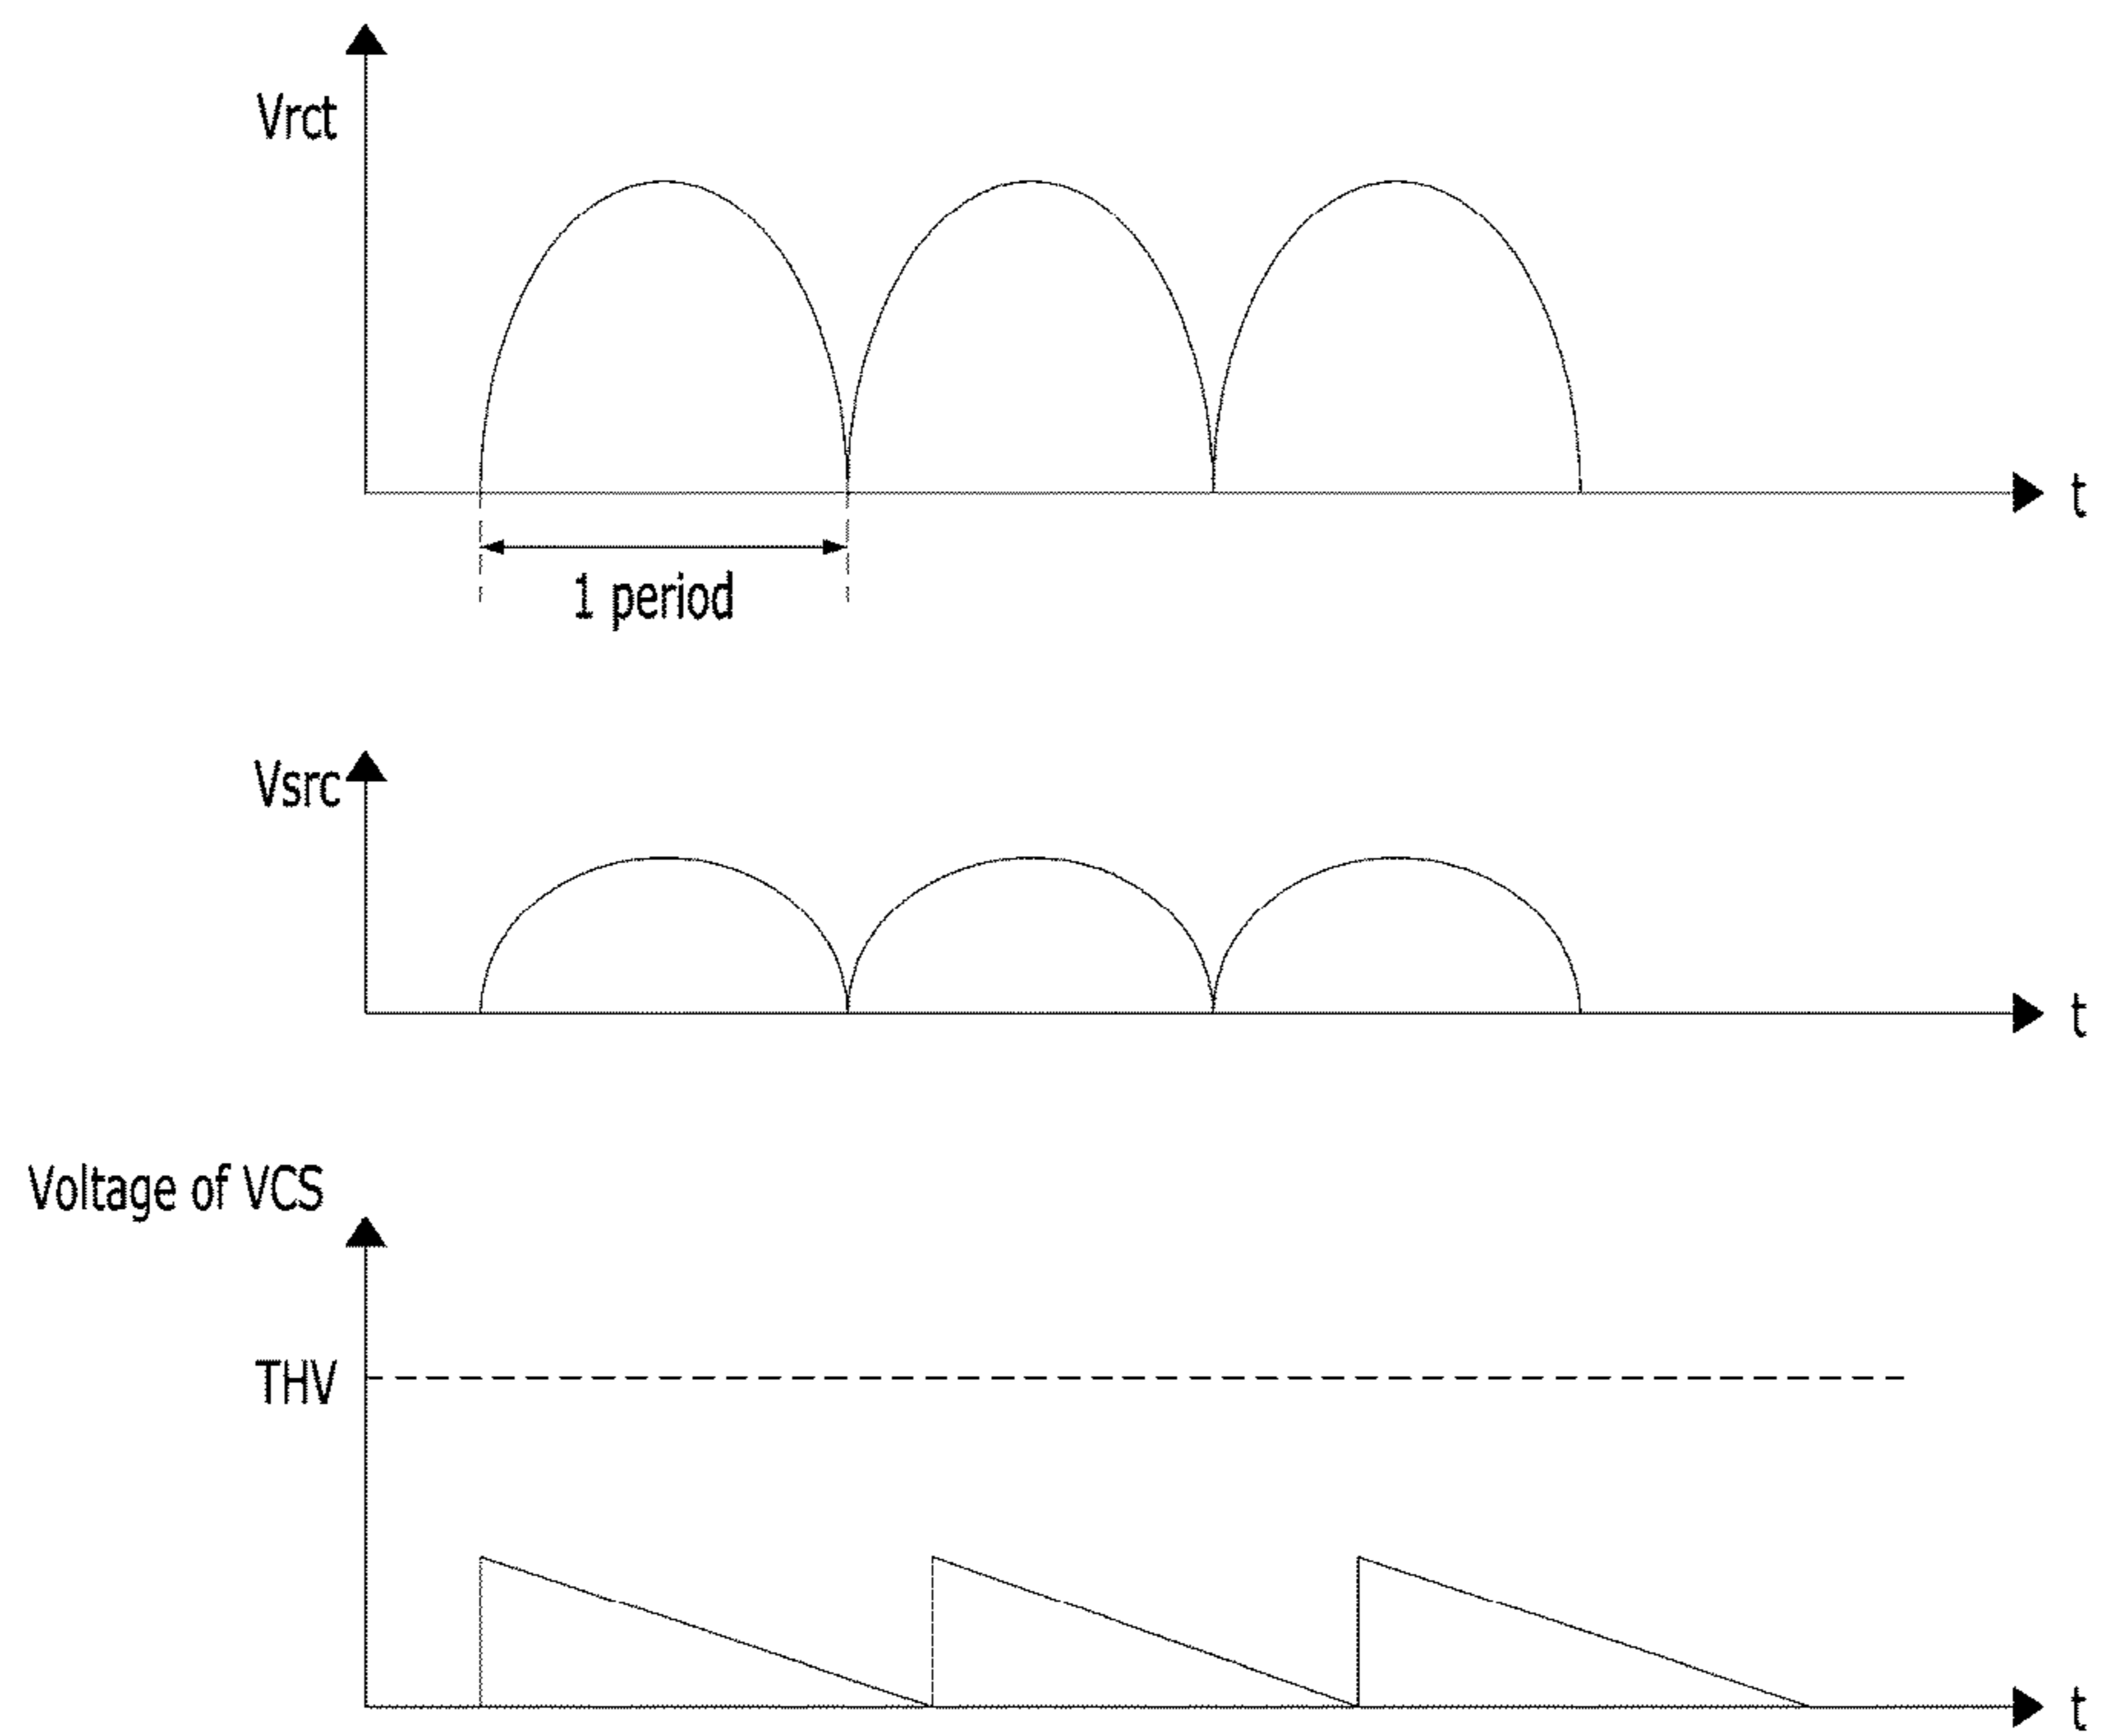 Vrct
t
1 period
Vsrc
t
Voltage of VCS
THV
t